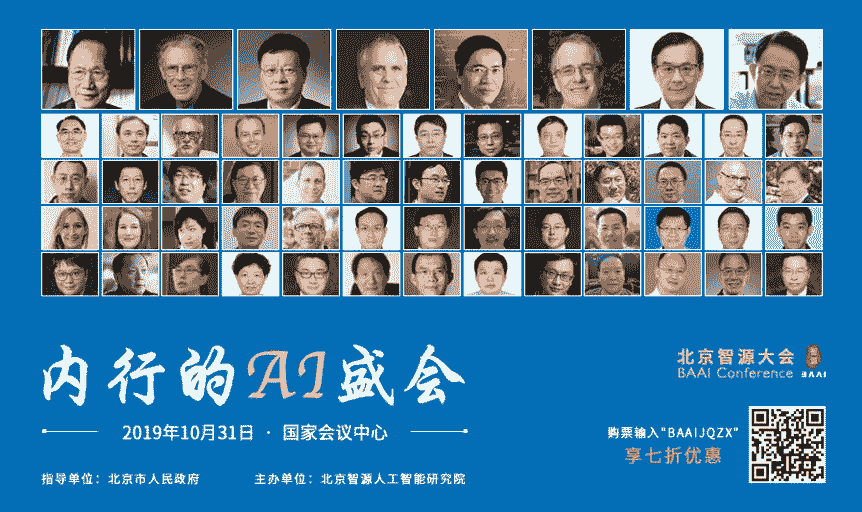 内行的AI盛会
2019年10月31日 · 国家会议中心
指导单位：北京市人民政府
主办单位：北京智源人工智能研究院
北京智源大会
BAAI Conference
BAAI
购票输入"BAAIJQZX"
享七折优惠